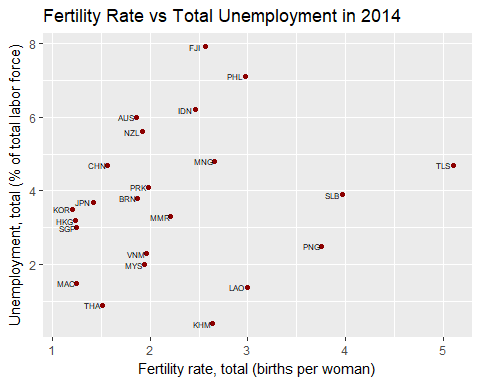 Fertility Rate vs Total Unemployment in 2014
Unemployment, total (% of total labor force)
8
6
4
2
FJI
PHL
IDN
AUS
NZL
CHN
MNG
TLS
PRK
BRN
SLB
JPN
KOR
MMR
HKG
SGP
PNG
VNM
MYS
MAC
LAO
THA
KHM
1 2 3 4 5
Fertility rate, total (births per woman)